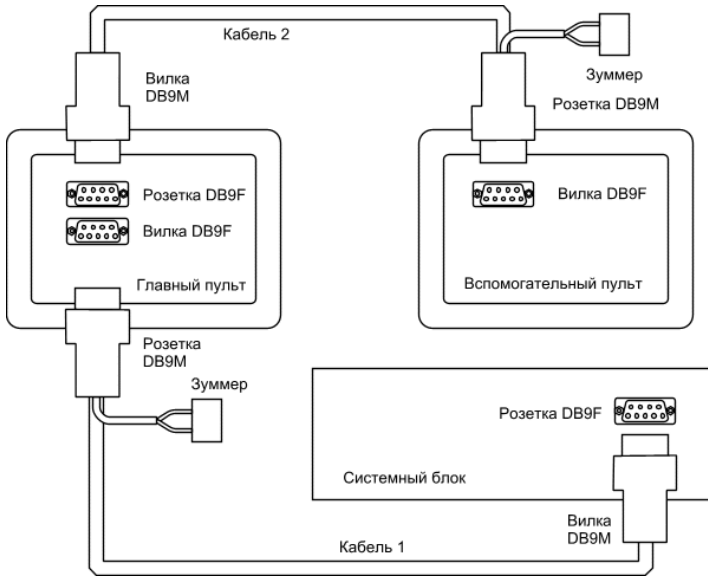 Кабель 2
Зуммер
Вилка
DB9M
Розетка DB9M
Розетка DB9F
Вилка DB9F
Вилка DB9F
Главный пульт
Вспомогательный пульт
Розетка
DB9M
Зуммер
Розетка DB9F
Системный блок
Вилка
DB9M
Кабель 1